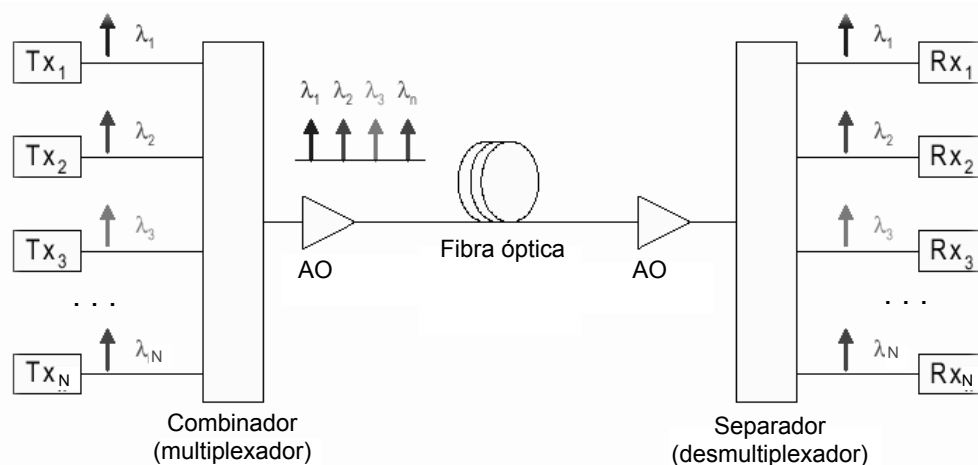 Tx1 λ1
Tx2 λ2
Tx3 λ3
. . .
TxN λN
λ1 λ2 λ3 λn
AO
Fibra óptica
AO
Combinador
(multiplexador)
λ1 Rx1
λ2 Rx2
λ3 Rx3
. . .
λN RxN
Separador
(desmultiplexador)